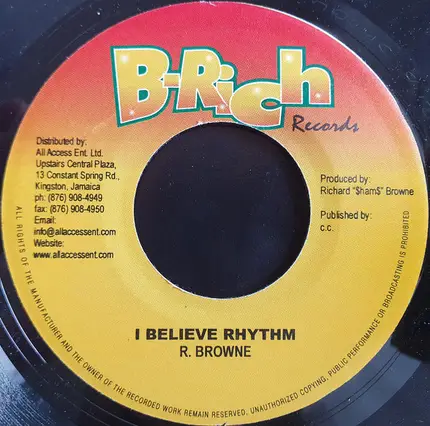 B-Rich
Records
Distributed by:
All Access Ent. Ltd.
Upstairs Central Plaza,
13 Constant Spring Rd.,
Kingston, Jamaica
ph: (876) 908-4949
fax: (876) 908-4950
Email:
info@allaccessent.com
Website:
www.allaccessent.com
Produced by:
Richard "$ham$" Browne
Published by:
c.c.
I BELIEVE RHYTHM
R. BROWNE
ALL RIGHTS OF THE MANUFACTURER AND THE OWNER OF THE RECORDED WORK REMAIN RESERVED. UNAUTHORIZED COPYING, PUBLIC PERFORMANCE OR BROADCASTING IS PROHIBITED